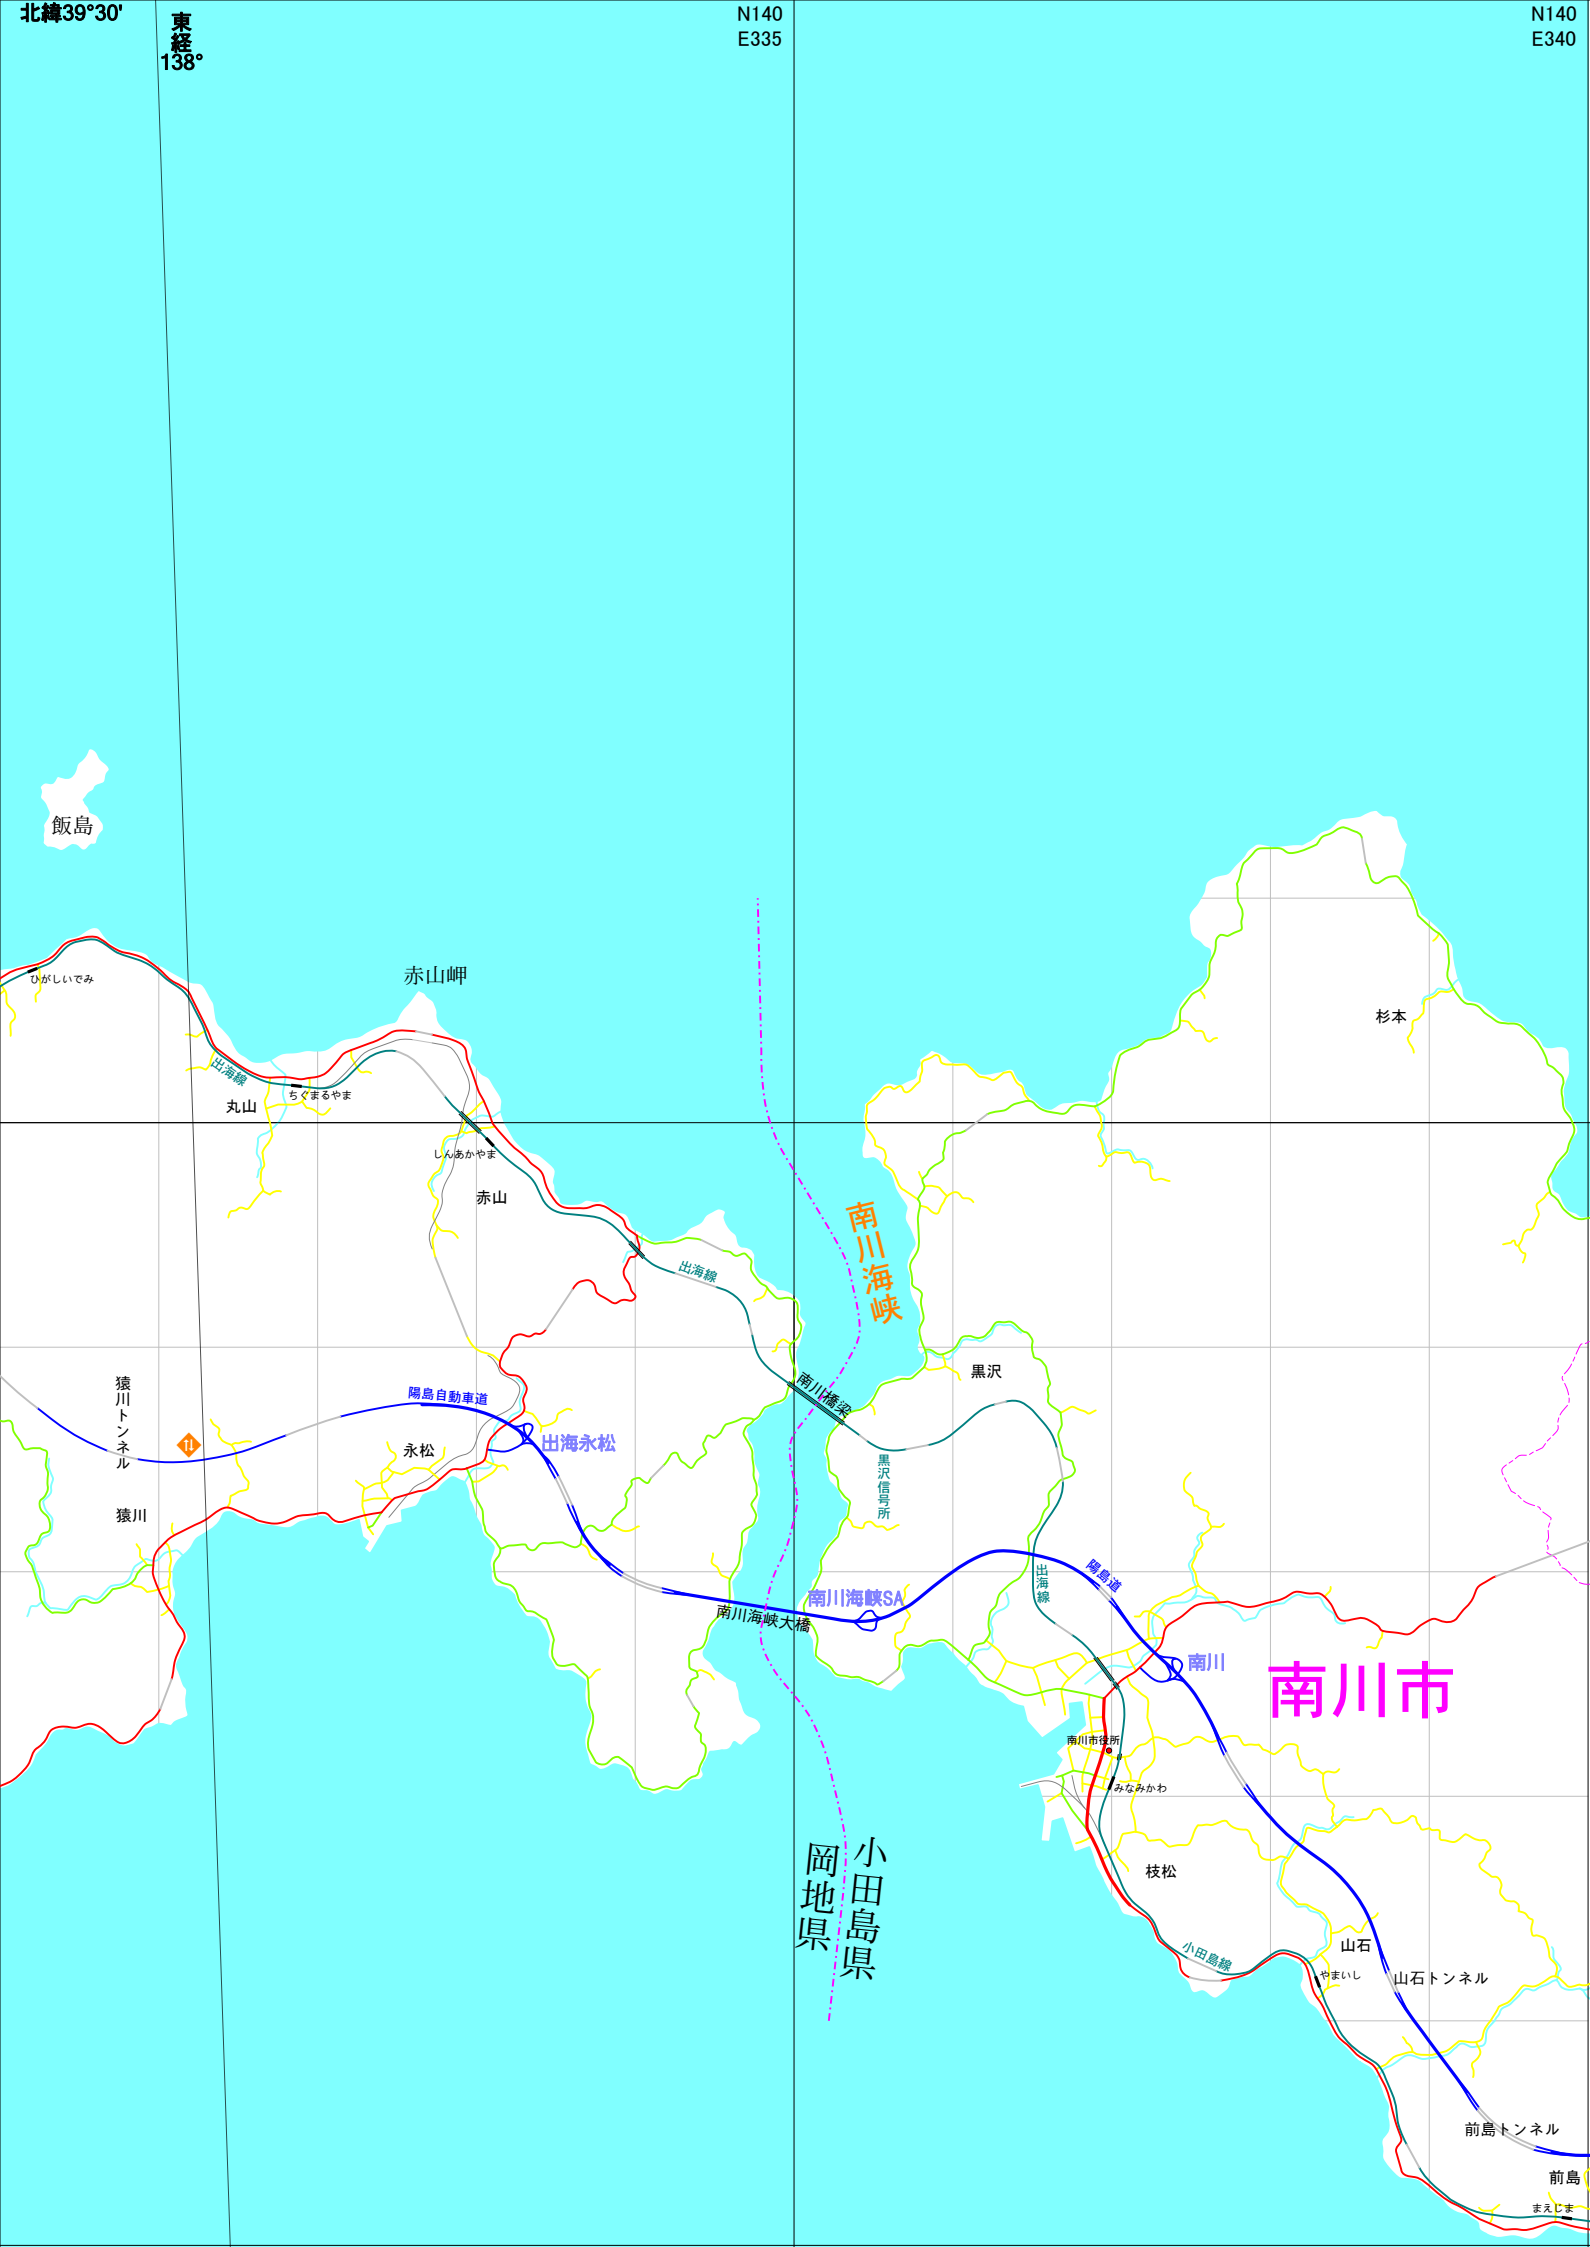 北緯39°30'
東経
138°
N140
E335
N140
E340
飯島
ひがしいでみ
赤山岬
杉本
出海線
ちぐまるやま
丸山
しんあかやま
赤山
南川海峡
出海線
猿川トンネル
陽島自動車道
南川橋梁
黒沢
出海永松
永松
黒沢信号所
猿川
出海線
陽島道
南川海峡SA
南川海峡大橋
南川
南川市
南川市役所
みなみかわ
岡地県
小田島県
枝松
小田島線
山石
やまいし
山石トンネル
前島トンネル
前島
まえじま